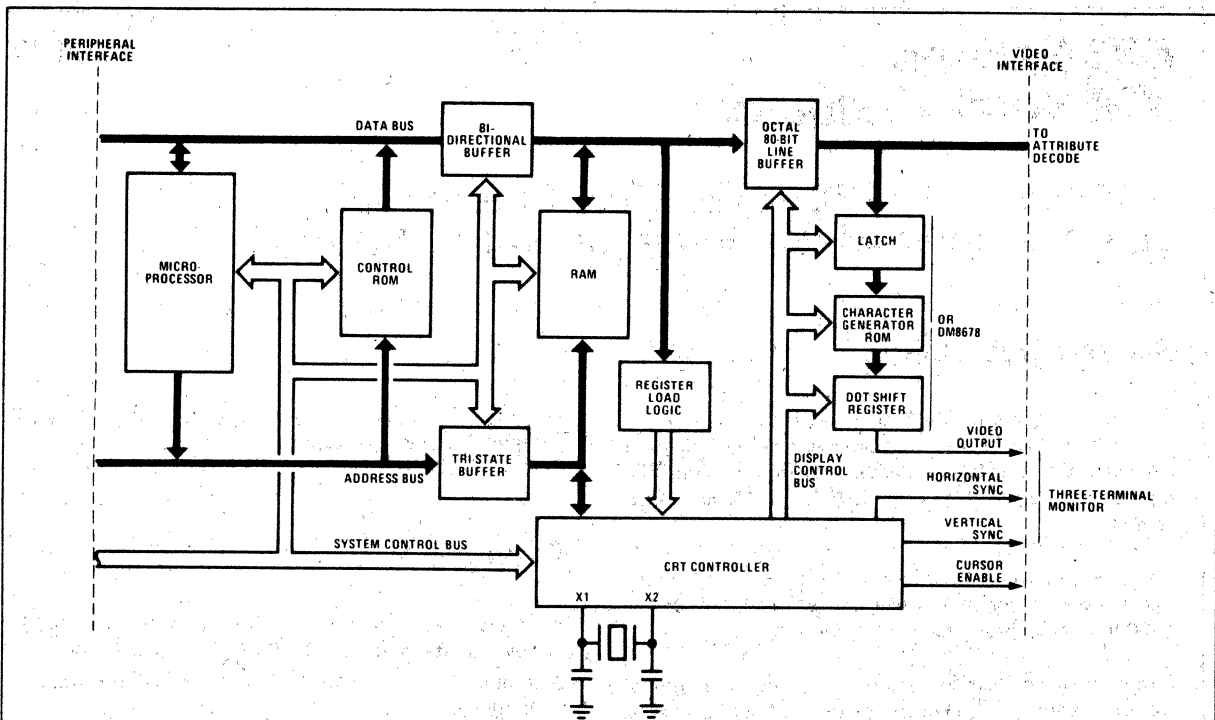 PERIPHERAL
INTERFACE
VIDEO
INTERFACE
DATA BUS
BI-
DIRECTIONAL
BUFFER
OCTAL
80-BIT
LINE
BUFFER
TO
ATTRIBUTE
DECODE
MICRO-
PROCESSOR
CONTROL
ROM
RAM
LATCH
CHARACTER
GENERATOR
ROM
OR
DM8678
REGISTER
LOAD
LOGIC
DOT SHIFT
REGISTER
ADDRESS BUS
TRI-STATE
BUFFER
DISPLAY
CONTROL
BUS
VIDEO
OUTPUT
HORIZONTAL
SYNC
THREE-TERMINAL
MONITOR
VERTICAL
SYNC
SYSTEM CONTROL BUS
CRT CONTROLLER
CURSOR
ENABLE
X1 X2